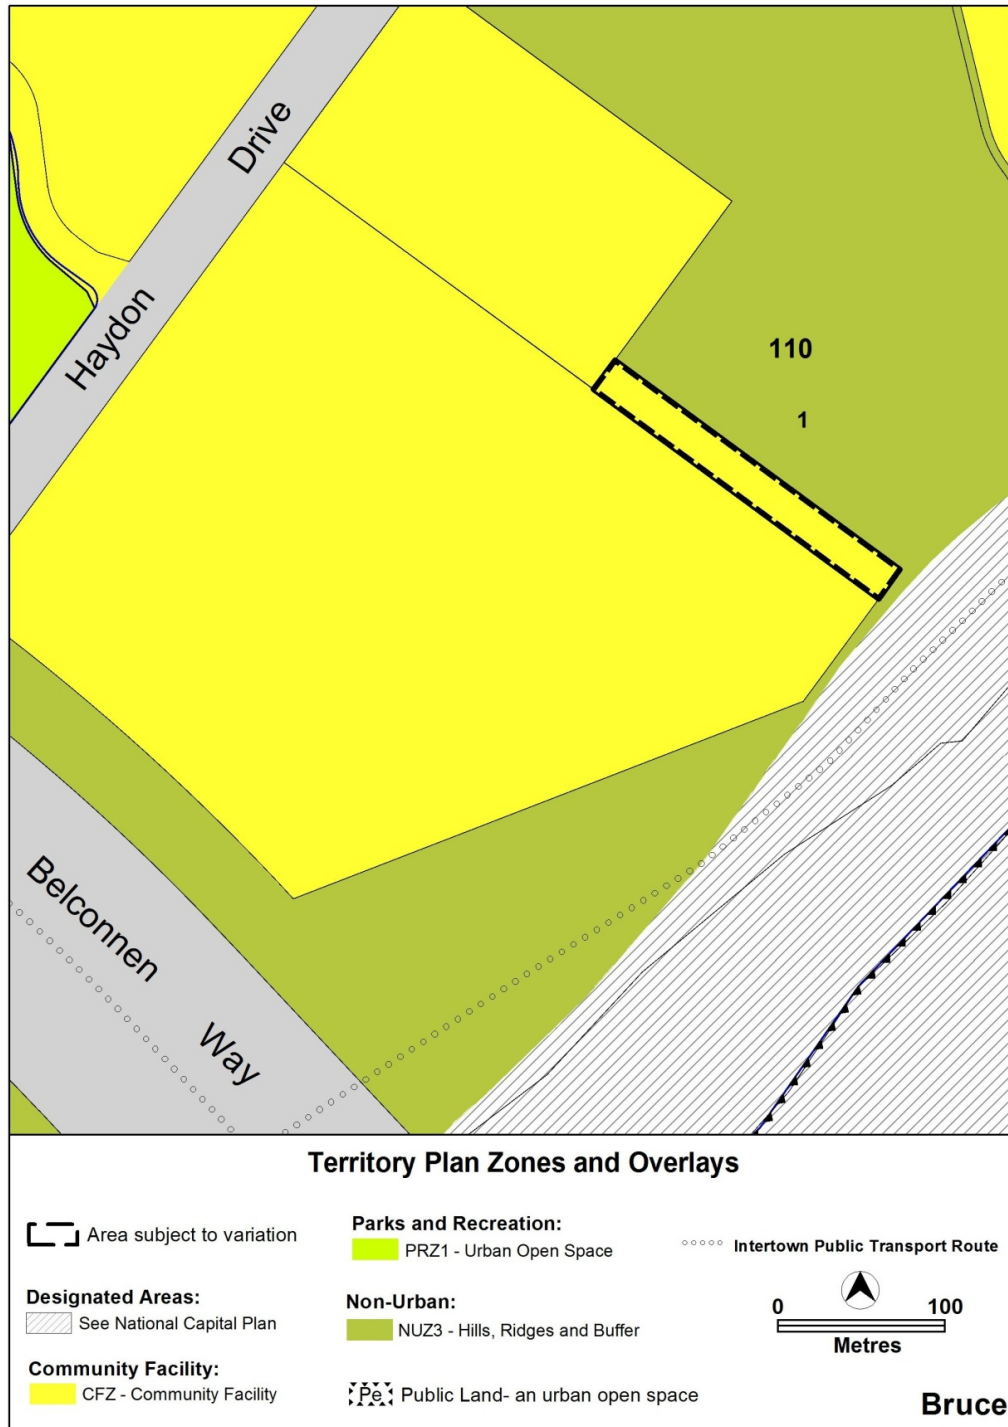 Drive
Haydon
110
1
Belconnen
Way
Territory Plan Zones and Overlays
Area subject to variation
Designated Areas:
See National Capital Plan
Community Facility:
CFZ - Community Facility
Parks and Recreation:
PRZ1 - Urban Open Space
Non-Urban:
NUZ3 - Hills, Ridges and Buffer
Pe Public Land- an urban open space
Intertown Public Transport Route
0 100
Metres
Bruce